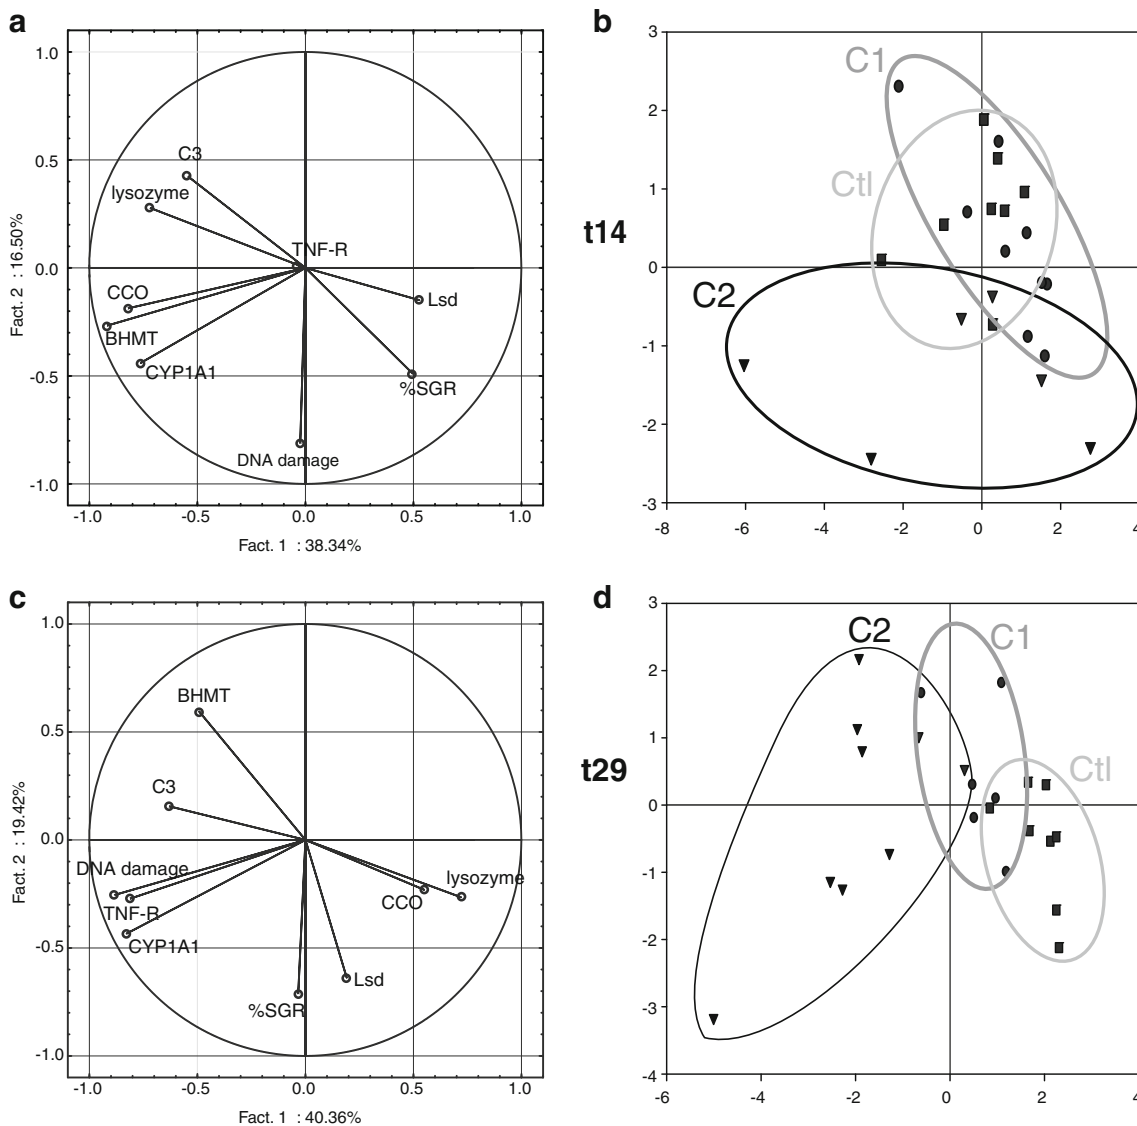 a
1.0
0.5
0.0
-0.5
-1.0
Fact. 2 : 16.50%
C3
lysozyme
TNF-R
CCO
BHMT
CYP1A1
Lsd
%SGR
DNA damage
-1.0 -0.5 0.0 0.5 1.0
Fact. 1 : 38.34%
b
t14
3
2
1
0
-1
-2
-3
C1
Ctl
C2
-8 -6 -4 -2 0 2 4
c
1.0
0.5
0.0
-0.5
-1.0
Fact. 2 : 19.42%
BHMT
C3
DNA damage
TNF-R
CYP1A1
lysozyme
CCO
Lsd
%SGR
-1.0 -0.5 0.0 0.5 1.0
Fact. 1 : 40.36%
d
t29
3
2
1
0
-1
-2
-3
-4
C2
C1
Ctl
-6 -4 -2 0 2 4